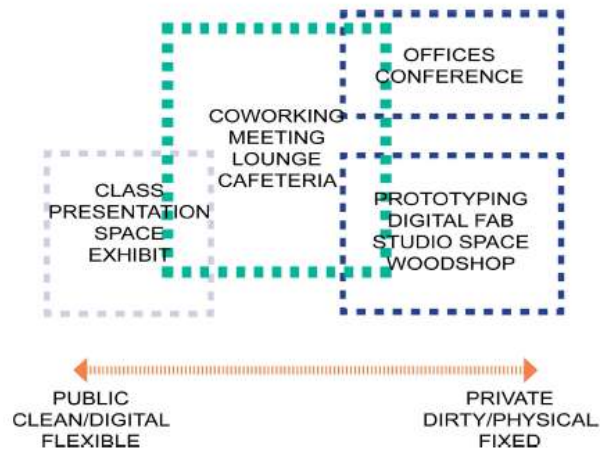 OFFICES
CONFERENCE
COWORKING
MEETING
LOUNGE
CAFETERIA
CLASS
PRESENTATION
SPACE
EXHIBIT
PROTOTYPING
DIGITAL FAB
STUDIO SPACE
WOODSHOP
PUBLIC
CLEAN/DIGITAL
FLEXIBLE
PRIVATE
DIRTY/PHYSICAL
FIXED